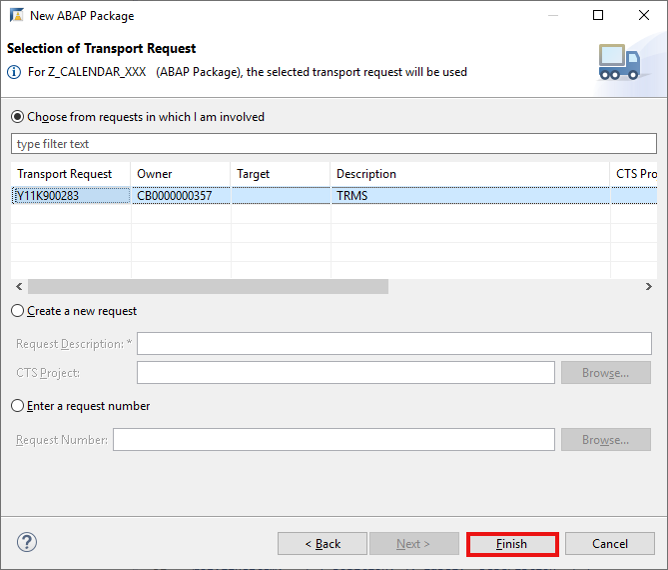 New ABAP Package
Selection of Transport Request
For Z_CALENDAR_XXX (ABAP Package), the selected transport request will be used
Choose from requests in which I am involved
type filter text
Transport Request Owner Target Description CTS Pro
Y11K900283 CB0000000357 TRMS
Create a new request
Request Description: *
CTS Project: Browse...
Enter a request number
Request Number: Browse...
? < Back Next > Finish Cancel